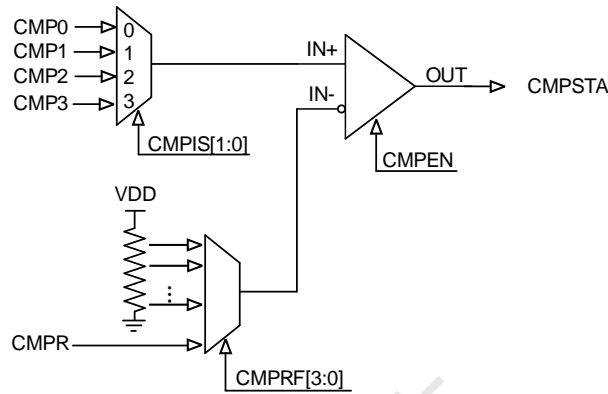 CMP0
CMP1
CMP2
CMP3
0
1
2
3
CMPIS[1:0]
IN+
IN-
OUT
CMPSTA
CMPEN
VDD
...
CMPR
CMPRF[3:0]